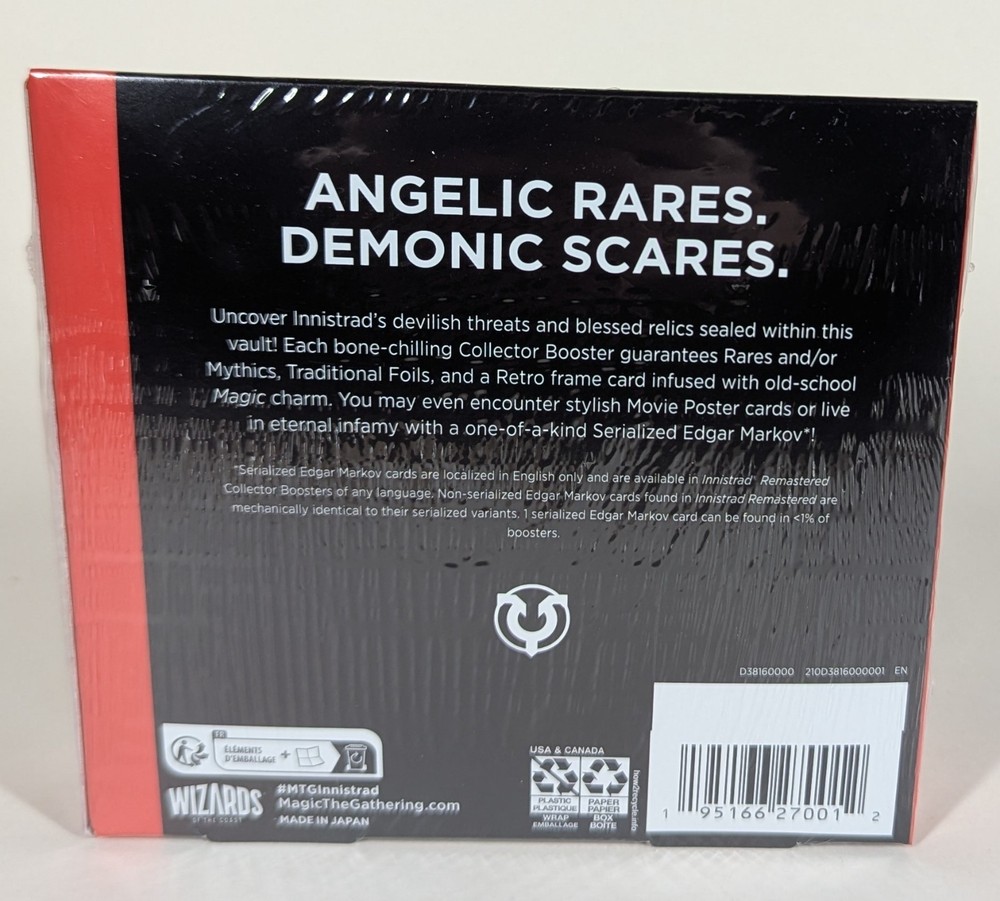 ANGELIC RARES.
DEMONIC SCARES.
Uncover Innistrad's devilish threats and blessed relics sealed within this
vault! Each bone-chilling Collector Booster guarantees Rares and/or
Mythics, Traditional Foils, and a Retro frame card infused with old-school
Magic charm. You may even encounter stylish Movie Poster cards or live
in eternal infamy with a one-of-a-kind Serialized Edgar Markov*!
*Serialized Edgar Markov cards are localized in English only and are available in Innistrad Remastered
Collector Boosters of any language. Non-serialized Edgar Markov cards found in Innistrad Remastered are
mechanically identical to their serialized variants. 1 serialized Edgar Markov card can be found in <1% of
boosters.
D38160000 210D3816000001 EN
FR
ÉLÉMENTS
D'EMBALLAGE +
WIZARDS
OF THE COAST
#MTGInnistrad
MagicTheGathering.com
MADE IN JAPAN
USA & CANADA
PLASTIC
PLASTIQUE
WRAP
EMBALLAGE
PAPER
PAPIER
BOX
BOÎTE
how2recycle.info
1 95166 27001 2